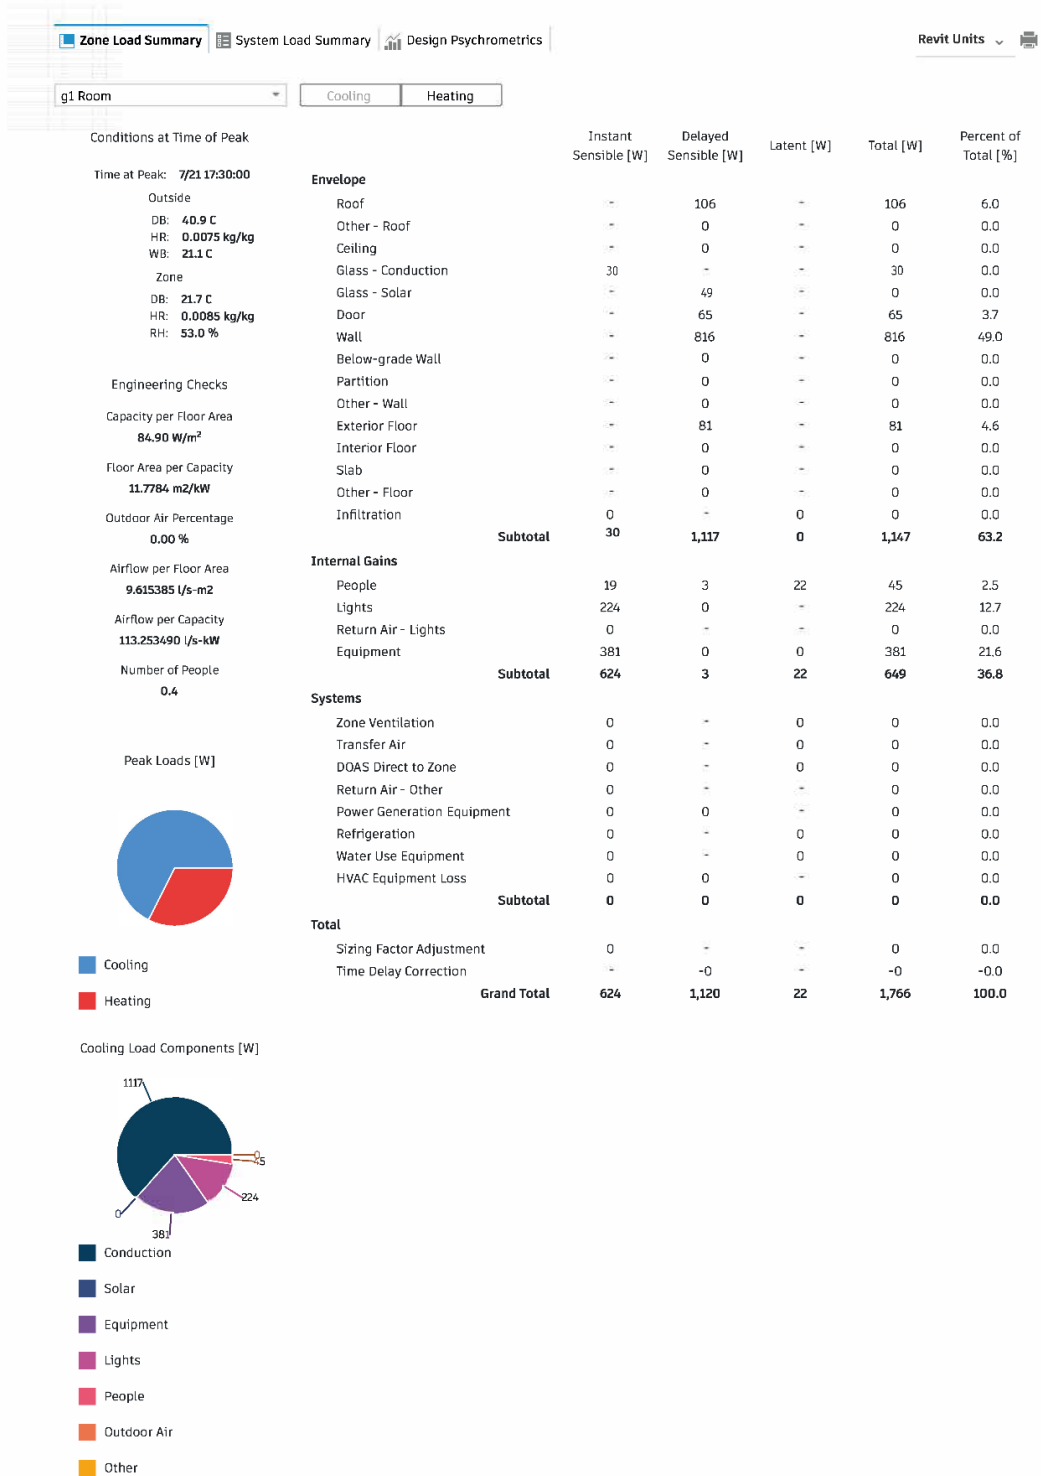 Zone Load Summary System Load Summary Design Psychrometrics Revit Units
g1 Room Cooling Heating
Conditions at Time of Peak
Time at Peak: 7/21 17:30:00
Outside
DB: 40.9 C
HR: 0.0075 kg/kg
WB: 21.1 C
Zone
DB: 21.7 C
HR: 0.0085 kg/kg
RH: 53.0 %
Engineering Checks
Capacity per Floor Area
84.90 W/m²
Floor Area per Capacity
11.7784 m2/kW
Outdoor Air Percentage
0.00 %
Airflow per Floor Area
9.615385 l/s-m2
Airflow per Capacity
113.253490 l/s-kW
Number of People
0.4
Peak Loads [W]
Cooling
Heating
Cooling Load Components [W]
1117
0
45
224
0
381
Conduction
Solar
Equipment
Lights
People
Outdoor Air
Other
Instant Sensible [W] Delayed Sensible [W] Latent [W] Total [W] Percent of Total [%]
Envelope
Roof - 106 - 106 6.0
Other - Roof - 0 - 0 0.0
Ceiling - 0 - 0 0.0
Glass - Conduction 30 - - 30 0.0
Glass - Solar - 49 - 0 0.0
Door - 65 - 65 3.7
Wall - 816 - 816 49.0
Below-grade Wall - 0 - 0 0.0
Partition - 0 - 0 0.0
Other - Wall - 0 - 0 0.0
Exterior Floor - 81 - 81 4.6
Interior Floor - 0 - 0 0.0
Slab - 0 - 0 0.0
Other - Floor - 0 - 0 0.0
Infiltration 0 - 0 0 0.0
Subtotal 30 1,117 0 1,147 63.2
Internal Gains
People 19 3 22 45 2.5
Lights 224 0 - 224 12.7
Return Air - Lights 0 - - 0 0.0
Equipment 381 0 0 381 21.6
Subtotal 624 3 22 649 36.8
Systems
Zone Ventilation 0 - 0 0 0.0
Transfer Air 0 - 0 0 0.0
DOAS Direct to Zone 0 - 0 0 0.0
Return Air - Other 0 - - 0 0.0
Power Generation Equipment 0 0 - 0 0.0
Refrigeration 0 - 0 0 0.0
Water Use Equipment 0 - 0 0 0.0
HVAC Equipment Loss 0 0 - 0 0.0
Subtotal 0 0 0 0 0.0
Total
Sizing Factor Adjustment 0 - - 0 0.0
Time Delay Correction - -0 - -0 -0.0
Grand Total 624 1,120 22 1,766 100.0